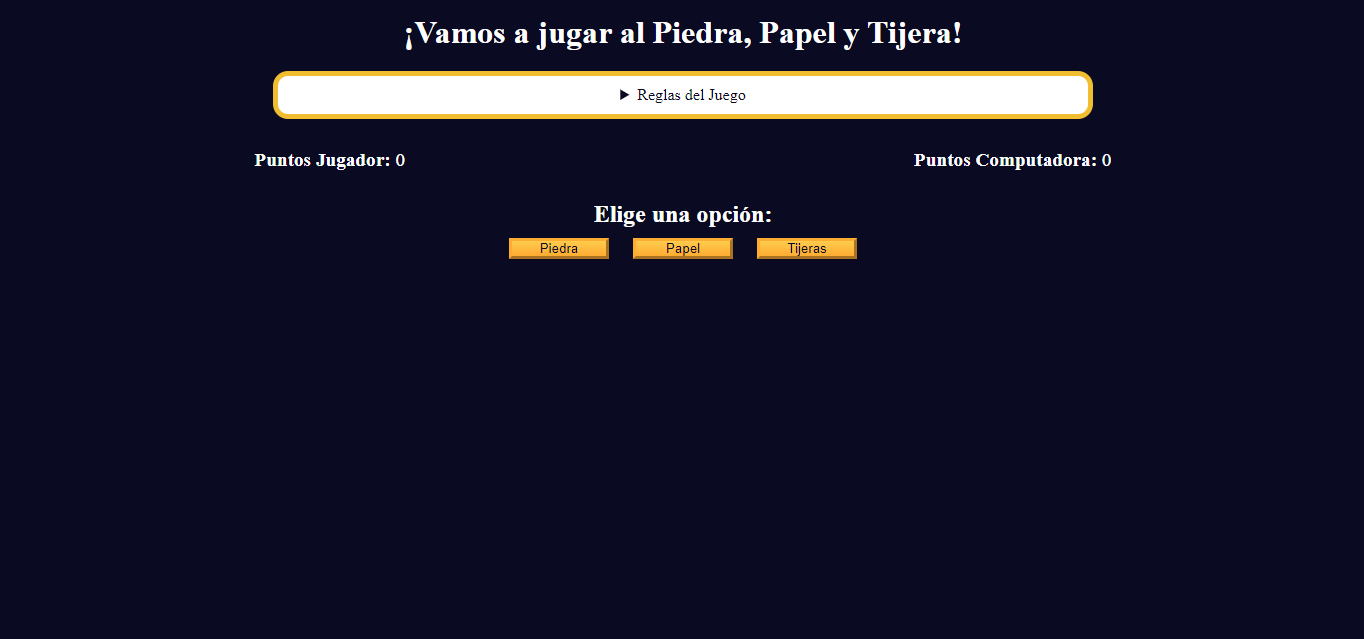 ¡Vamos a jugar al Piedra, Papel y Tijera!
Reglas del Juego
Puntos Jugador: 0 Puntos Computadora: 0
Elige una opción:
Piedra Papel Tijeras